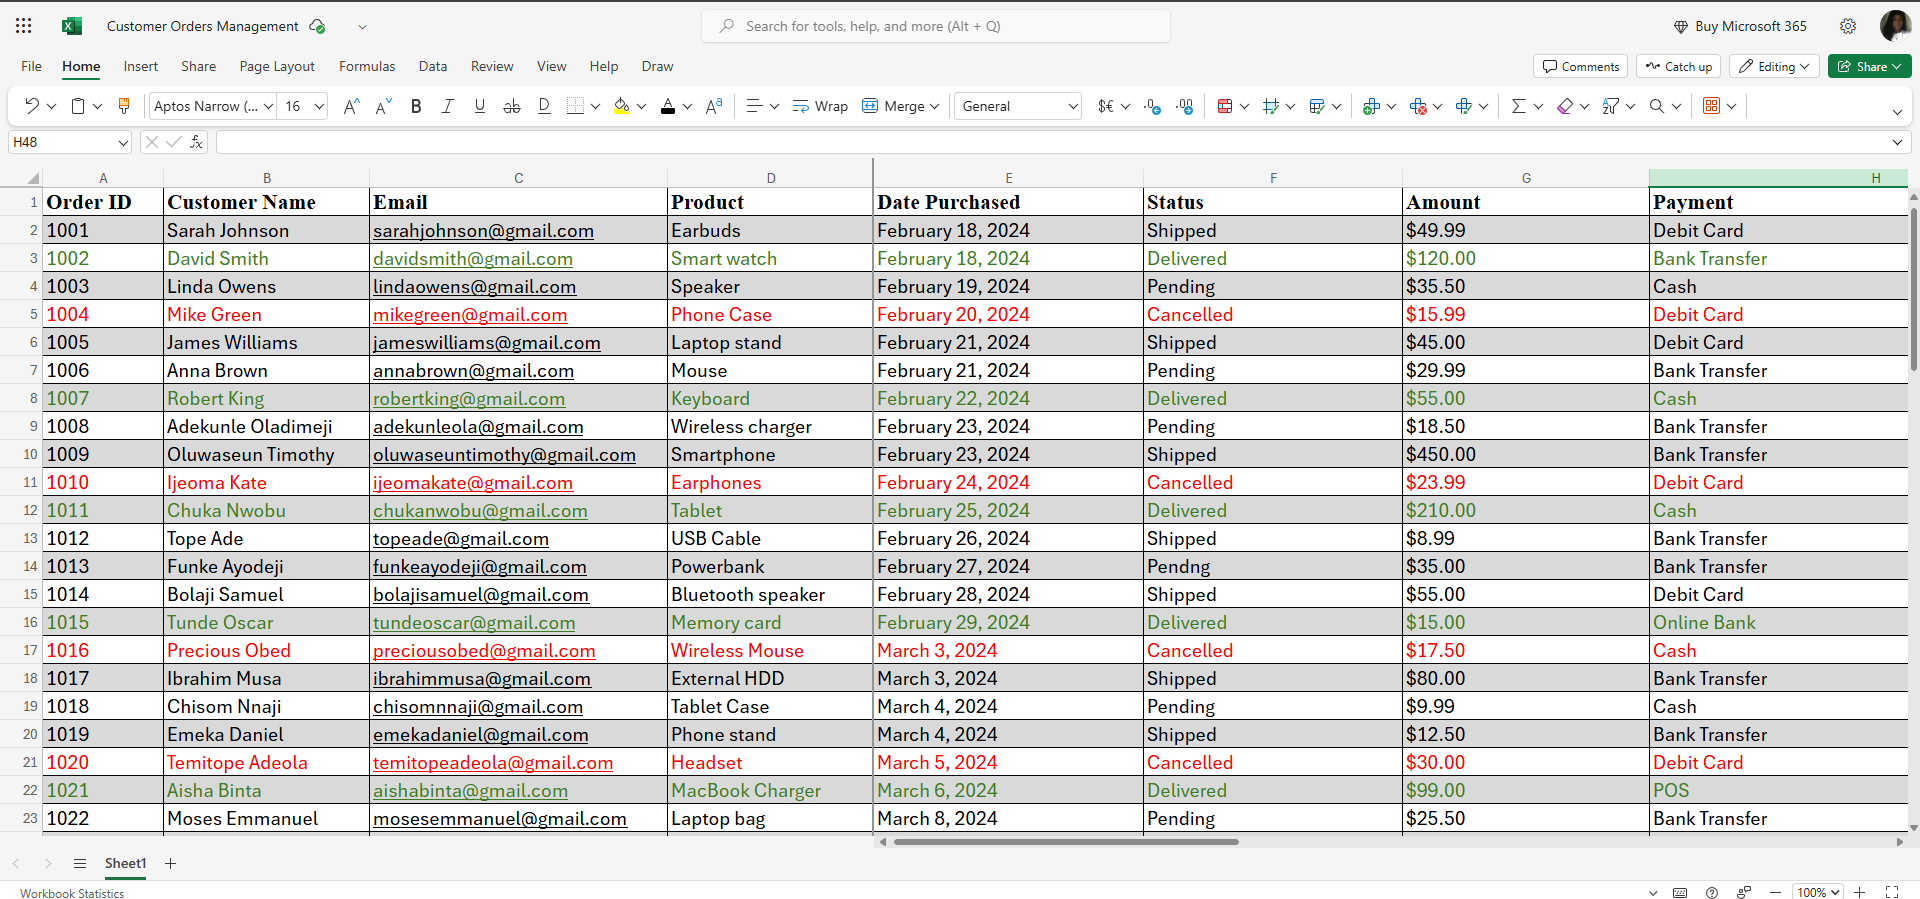 Customer Orders Management
Search for tools, help, and more (Alt + Q)
Buy Microsoft 365
File Home Insert Share Page Layout Formulas Data Review View Help Draw
Comments Catch up Editing Share
Aptos Narrow (... 16 Wrap Merge General
H48
A B C D E F G H
1 Order ID Customer Name Email Product Date Purchased Status Amount Payment
2 1001 Sarah Johnson sarahjohnson@gmail.com Earbuds February 18, 2024 Shipped $49.99 Debit Card
3 1002 David Smith davidsmith@gmail.com Smart watch February 18, 2024 Delivered $120.00 Bank Transfer
4 1003 Linda Owens lindaowens@gmail.com Speaker February 19, 2024 Pending $35.50 Cash
5 1004 Mike Green mikegreen@gmail.com Phone Case February 20, 2024 Cancelled $15.99 Debit Card
6 1005 James Williams jameswilliams@gmail.com Laptop stand February 21, 2024 Shipped $45.00 Debit Card
7 1006 Anna Brown annabrown@gmail.com Mouse February 21, 2024 Pending $29.99 Bank Transfer
8 1007 Robert King robertking@gmail.com Keyboard February 22, 2024 Delivered $55.00 Cash
9 1008 Adekunle Oladimeji adekunleola@gmail.com Wireless charger February 23, 2024 Pending $18.50 Bank Transfer
10 1009 Oluwaseun Timothy oluwaseuntimothy@gmail.com Smartphone February 23, 2024 Shipped $450.00 Bank Transfer
11 1010 Ijeoma Kate ijeomakate@gmail.com Earphones February 24, 2024 Cancelled $23.99 Debit Card
12 1011 Chuka Nwobu chukanwobu@gmail.com Tablet February 25, 2024 Delivered $210.00 Cash
13 1012 Tope Ade topeade@gmail.com USB Cable February 26, 2024 Shipped $8.99 Bank Transfer
14 1013 Funke Ayodeji funkeayodeji@gmail.com Powerbank February 27, 2024 Pendng $35.00 Bank Transfer
15 1014 Bolaji Samuel bolajisamuel@gmail.com Bluetooth speaker February 28, 2024 Shipped $55.00 Debit Card
16 1015 Tunde Oscar tundeoscar@gmail.com Memory card February 29, 2024 Delivered $15.00 Online Bank
17 1016 Precious Obed preciousobed@gmail.com Wireless Mouse March 3, 2024 Cancelled $17.50 Cash
18 1017 Ibrahim Musa ibrahimmusa@gmail.com External HDD March 3, 2024 Shipped $80.00 Bank Transfer
19 1018 Chisom Nnaji chisomnnaji@gmail.com Tablet Case March 4, 2024 Pending $9.99 Cash
20 1019 Emeka Daniel emekadaniel@gmail.com Phone stand March 4, 2024 Shipped $12.50 Bank Transfer
21 1020 Temitope Adeola temitopeadeola@gmail.com Headset March 5, 2024 Cancelled $30.00 Debit Card
22 1021 Aisha Binta aishabinta@gmail.com MacBook Charger March 6, 2024 Delivered $99.00 POS
23 1022 Moses Emmanuel mosesemmanuel@gmail.com Laptop bag March 8, 2024 Pending $25.50 Bank Transfer
Sheet1
Workbook Statistics
100%